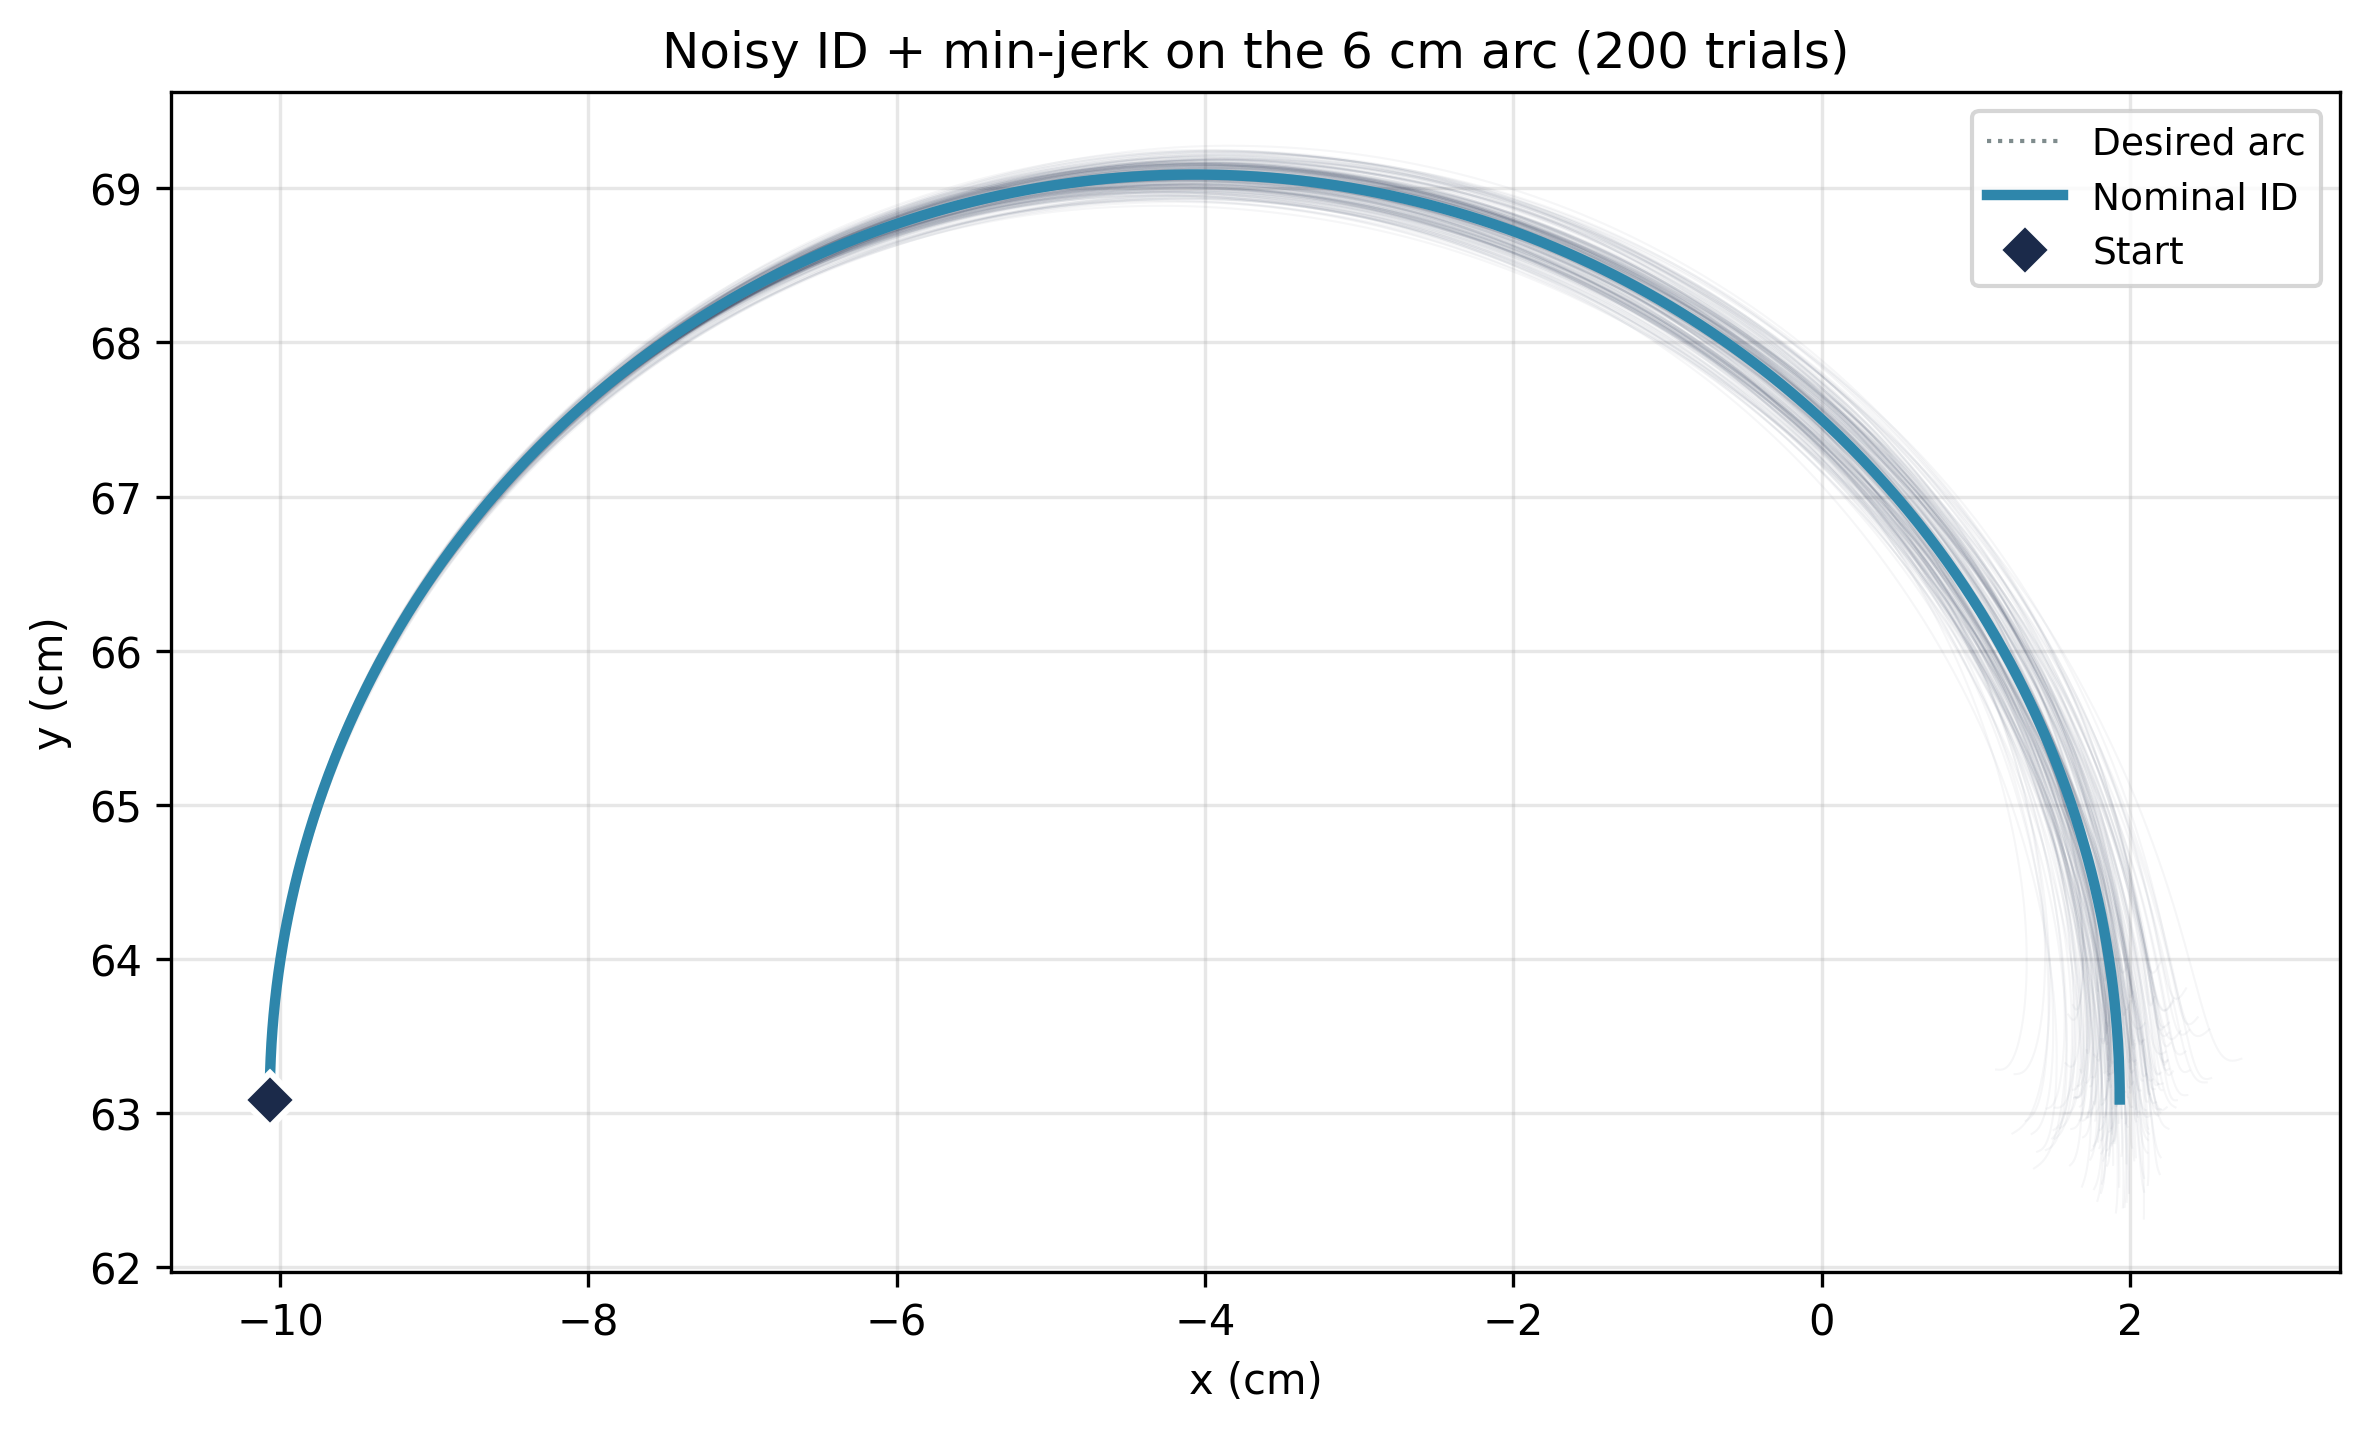 Noisy ID + min-jerk on the 6 cm arc (200 trials)
Desired arc
Nominal ID
Start
69
68
67
66
65
64
63
62
y (cm)
−10
−8
−6
−4
−2
0
2
x (cm)